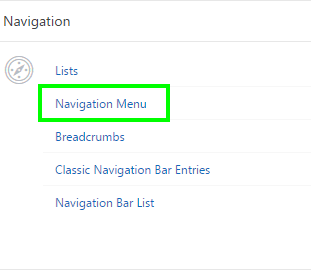 Navigation
Lists
Navigation Menu
Breadcrumbs
Classic Navigation Bar Entries
Navigation Bar List